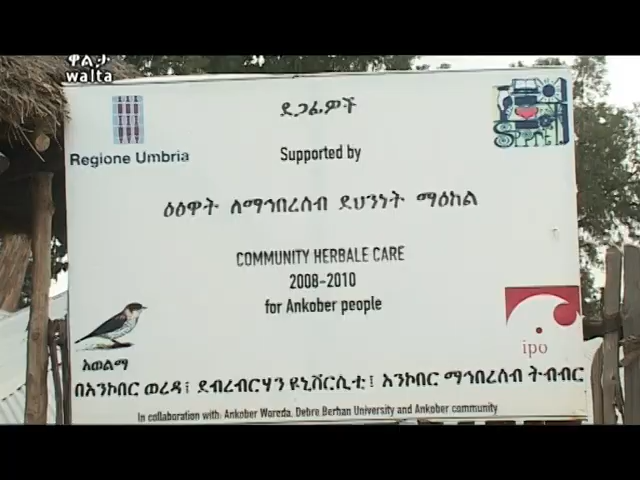 ዋልታ
walta
ደጋፊዎች
Regione Umbria
Supported by
ዕፅዋት ለማኅበረሰብ ደህንነት ማዕከል
COMMUNITY HERBALE CARE
2008-2010
for Ankober people
ipo
አወልማ
በአንኮበር ወረዳ፤ ደብረብርሃን ዩኒቨርሲቲ፤ አንኮበር ማኅበረሰብ ትብብር
In collaboration with: Ankober Woreda, Debre Berhan University and Ankober community